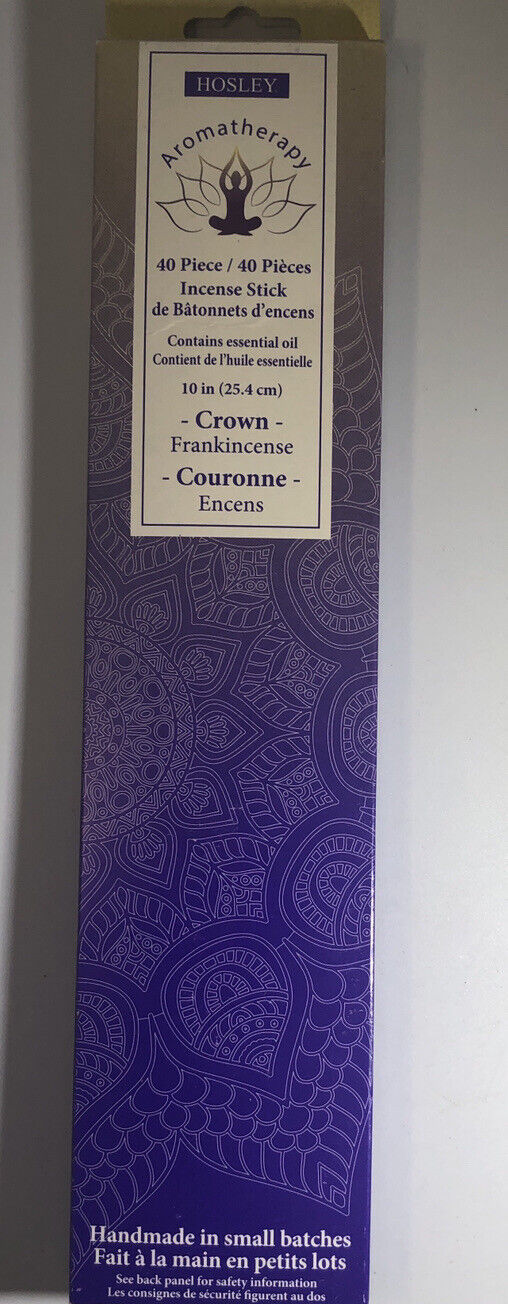 HOSLEY
Aromatherapy
40 Piece / 40 Pièces
Incense Stick
de Bâtonnets d'encens
Contains essential oil
Contient de l'huile essentielle
10 in (25.4 cm)
- Crown -
Frankincense
- Couronne -
Encens
Handmade in small batches
Fait à la main en petits lots
See back panel for safety information
Les consignes de sécurité figurent au dos